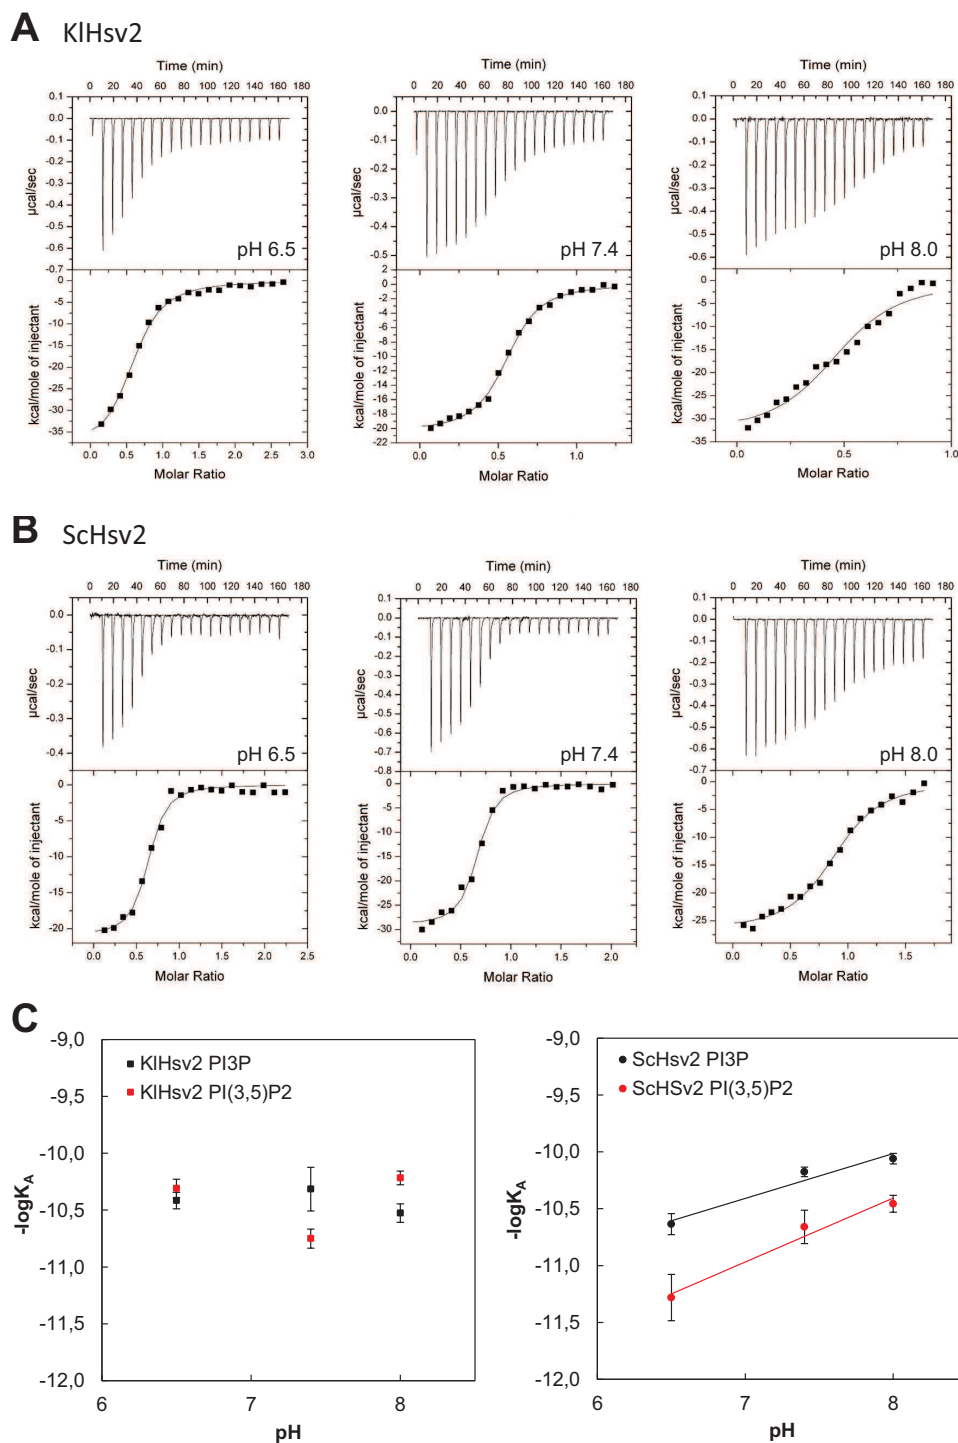 A KlHsv2
Time (min)
0 20 40 60 80 100 120 140 160 180
0.1
0.0
-0.1
-0.2
-0.3
-0.4
-0.5
-0.6
-0.7
µcal/sec
pH 6.5
0
-5
-10
-15
-20
-25
-30
-35
kcal/mole of injectant
0.0 0.5 1.0 1.5 2.0 2.5 3.0
Molar Ratio
Time (min)
0 20 40 60 80 100 120 140 160 180
0.1
0.0
-0.1
-0.2
-0.3
-0.4
-0.5
µcal/sec
pH 7.4
2
0
-2
-4
-6
-8
-10
-12
-14
-16
-18
-20
-22
kcal/mole of injectant
0.0 0.5 1.0
Molar Ratio
Time (min)
0 20 40 60 80 100 120 140 160 180
0.1
0.0
-0.1
-0.2
-0.3
-0.4
-0.5
-0.6
µcal/sec
pH 8.0
0
-5
-10
-15
-20
-25
-30
-35
kcal/mole of injectant
0.0 0.5 1.0
Molar Ratio
B ScHsv2
Time (min)
0 20 40 60 80 100 120 140 160 180
0.0
-0.1
-0.2
-0.3
-0.4
µcal/sec
pH 6.5
0
-5
-10
-15
-20
kcal/mole of injectant
0.0 0.5 1.0 1.5 2.0 2.5
Molar Ratio
Time (min)
0 20 40 60 80 100 120 140 160 180
0.1
0.0
-0.1
-0.2
-0.3
-0.4
-0.5
-0.6
-0.7
-0.8
µcal/sec
pH 7.4
0
-5
-10
-15
-20
-25
-30
kcal/mole of injectant
0.0 0.5 1.0 1.5 2.0
Molar Ratio
Time (min)
0 20 40 60 80 100 120 140 160 180
0.1
0.0
-0.1
-0.2
-0.3
-0.4
-0.5
-0.6
-0.7
µcal/sec
pH 8.0
0
-5
-10
-15
-20
-25
kcal/mole of injectant
0.0 0.5 1.0 1.5
Molar Ratio
C
-9,0
-9,5
-10,0
-10,5
-11,0
-11,5
-12,0
-logKA
KlHsv2 PI3P
KlHsv2 PI(3,5)P2
6 7 8
pH
-9,0
-9,5
-10,0
-10,5
-11,0
-11,5
-12,0
-logKA
ScHsv2 PI3P
ScHSv2 PI(3,5)P2
6 7 8
pH